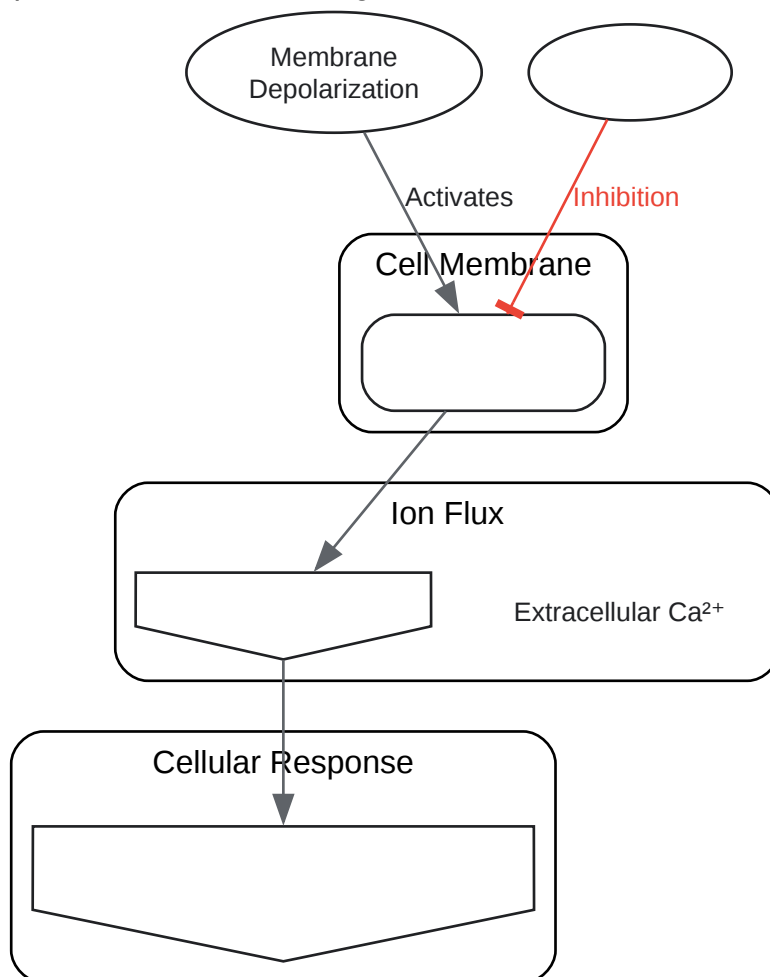 Membrane
Depolarization
Activates
Inhibition
Cell Membrane
Ion Flux
Extracellular Ca²⁺
Cellular Response